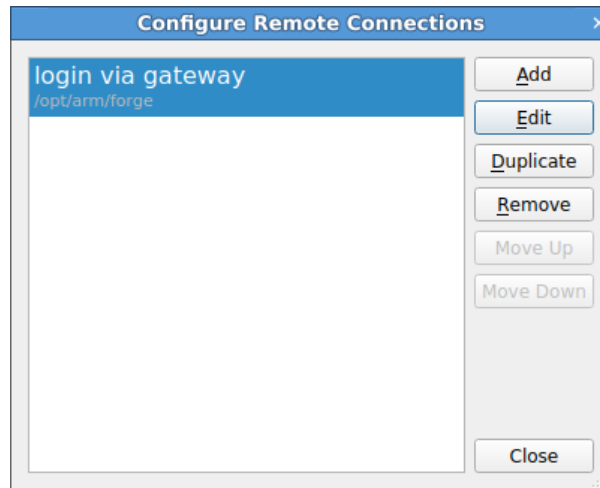 Configure Remote Connections
login via gateway
/opt/arm/forge
Add
Edit
Duplicate
Remove
Move Up
Move Down
Close